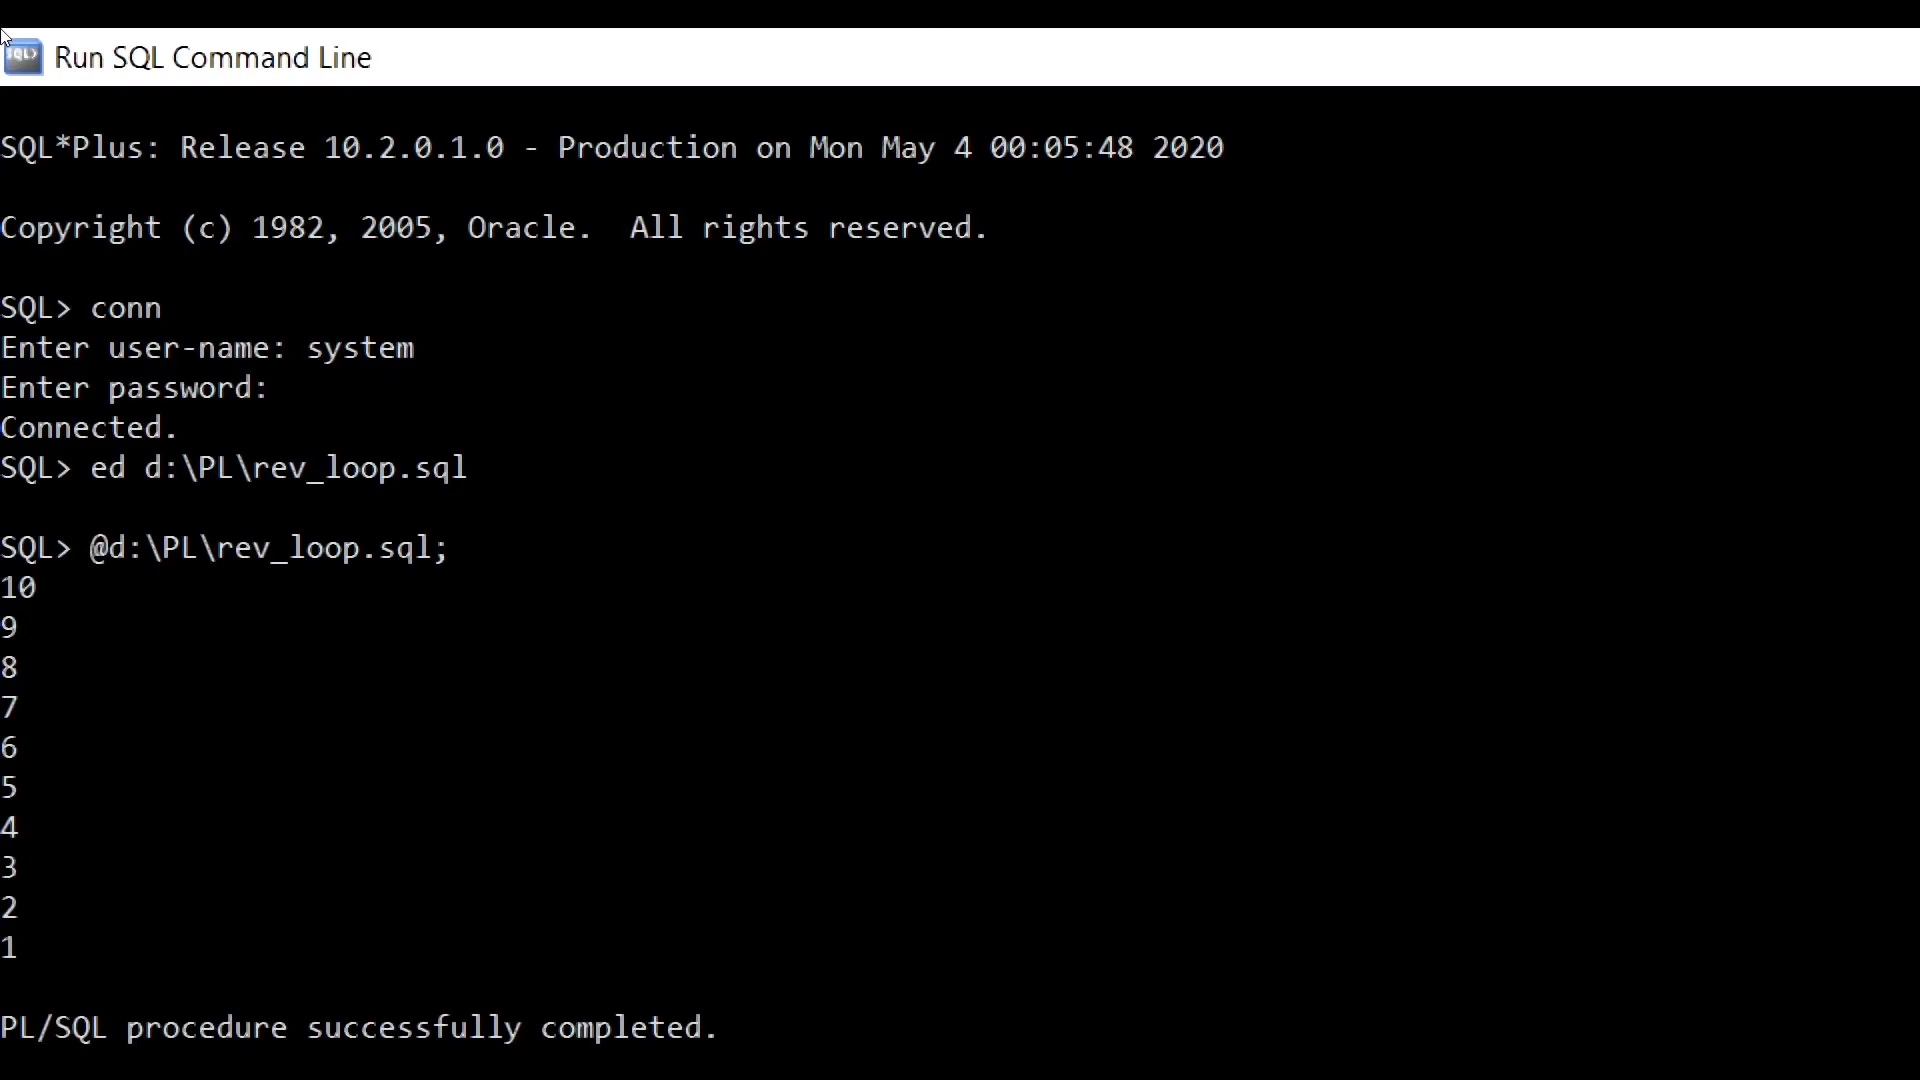 SQL>
Run SQL Command Line
SQL*Plus: Release 10.2.0.1.0 - Production on Mon May 4 00:05:48 2020
Copyright (c) 1982, 2005, Oracle.  All rights reserved.
SQL> conn
Enter user-name: system
Enter password:
Connected.
SQL> ed d:\PL\rev_loop.sql
SQL> @d:\PL\rev_loop.sql;
10
9
8
7
6
5
4
3
2
1
PL/SQL procedure successfully completed.